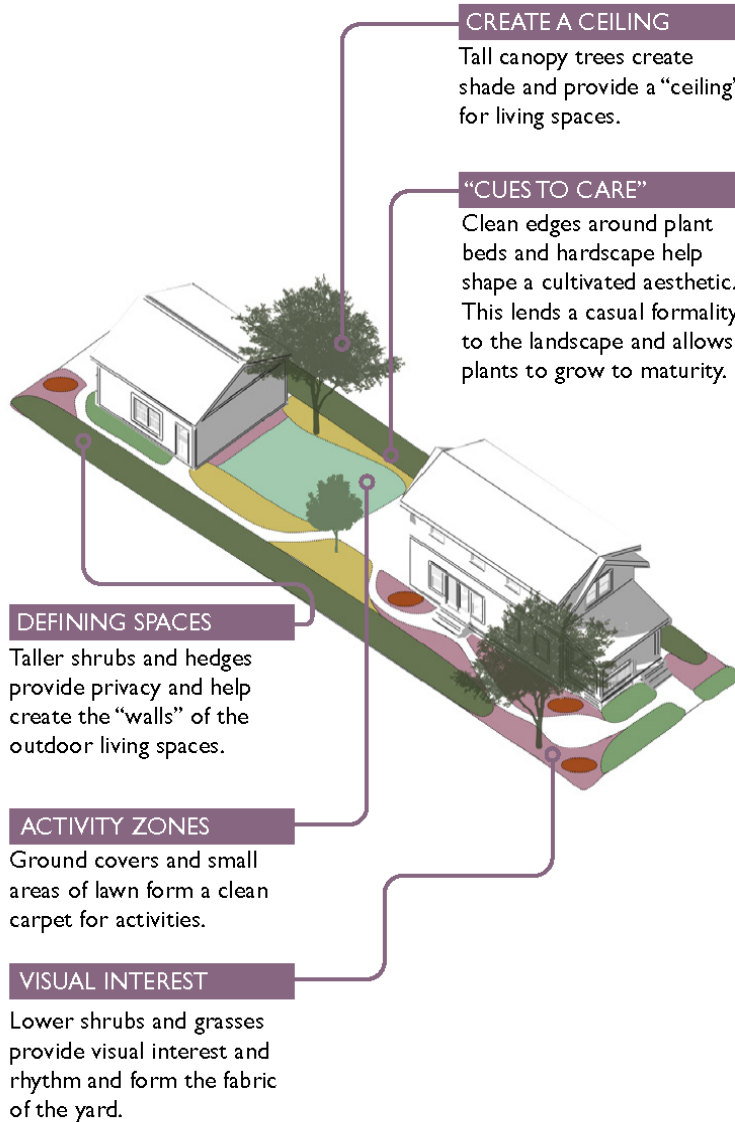 CREATE A CEILING
Tall canopy trees create
shade and provide a “ceiling”
for living spaces.
“CUES TO CARE”
Clean edges around plant
beds and hardscape help
shape a cultivated aesthetic.
This lends a casual formality
to the landscape and allows
plants to grow to maturity.
DEFINING SPACES
Taller shrubs and hedges
provide privacy and help
create the “walls” of the
outdoor living spaces.
ACTIVITY ZONES
Ground covers and small
areas of lawn form a clean
carpet for activities.
VISUAL INTEREST
Lower shrubs and grasses
provide visual interest and
rhythm and form the fabric
of the yard.